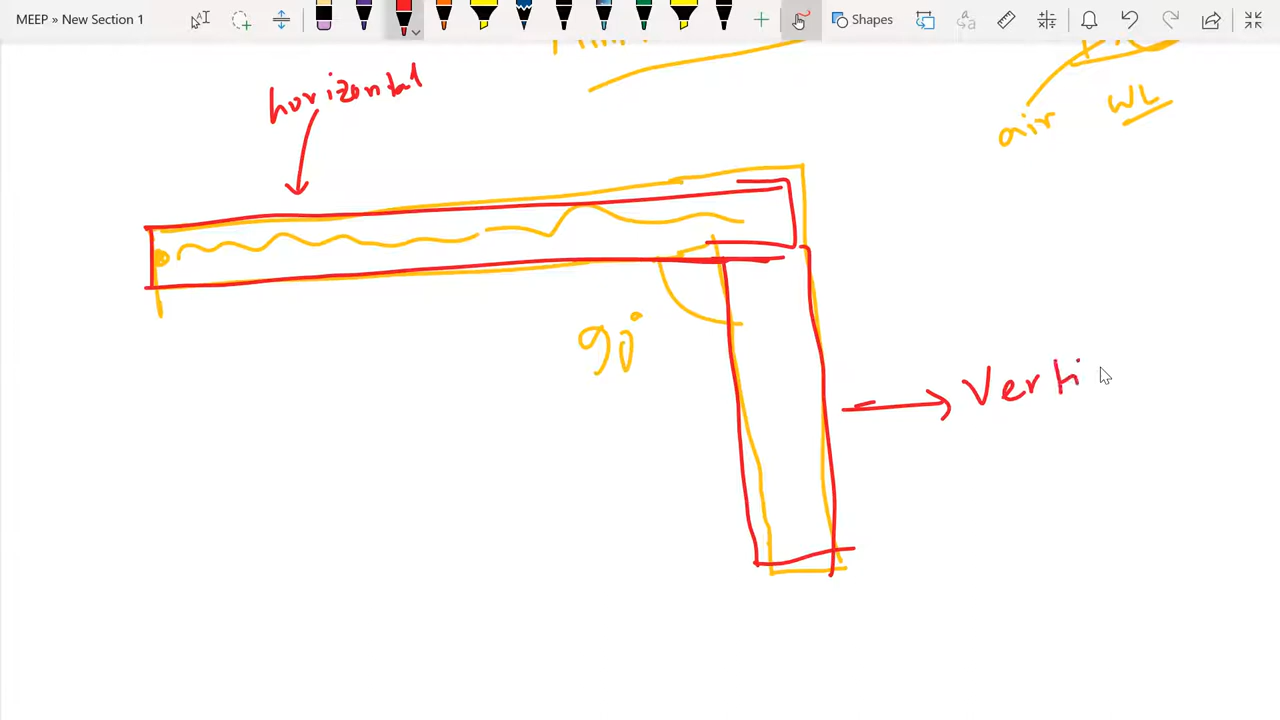 MEEP » New Section 1
Shapes
horizontal
air
WL
90°
Verti